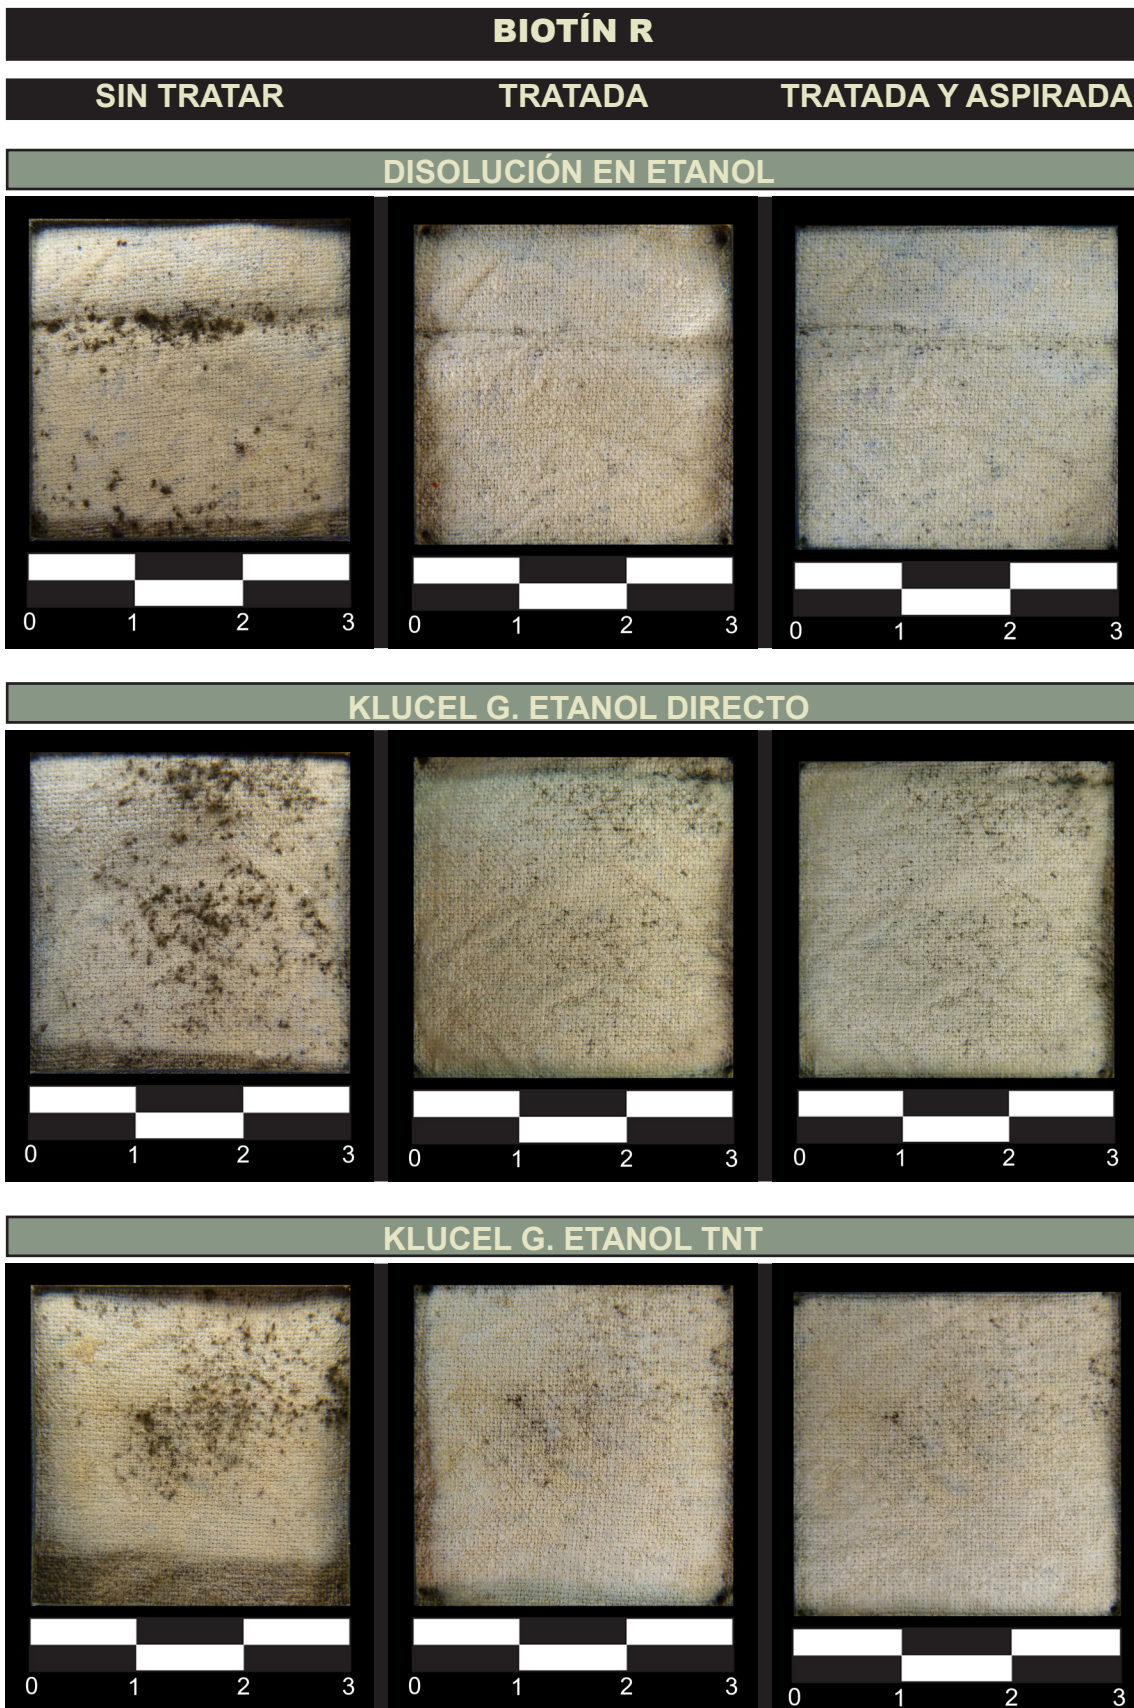 BIOTÍN R
SIN TRATAR TRATADA TRATADA Y ASPIRADA
DISOLUCIÓN EN ETANOL
0 1 2 3 0 1 2 3 0 1 2 3
KLUCEL G. ETANOL DIRECTO
0 1 2 3 0 1 2 3 0 1 2 3
KLUCEL G. ETANOL TNT
0 1 2 3 0 1 2 3 0 1 2 3